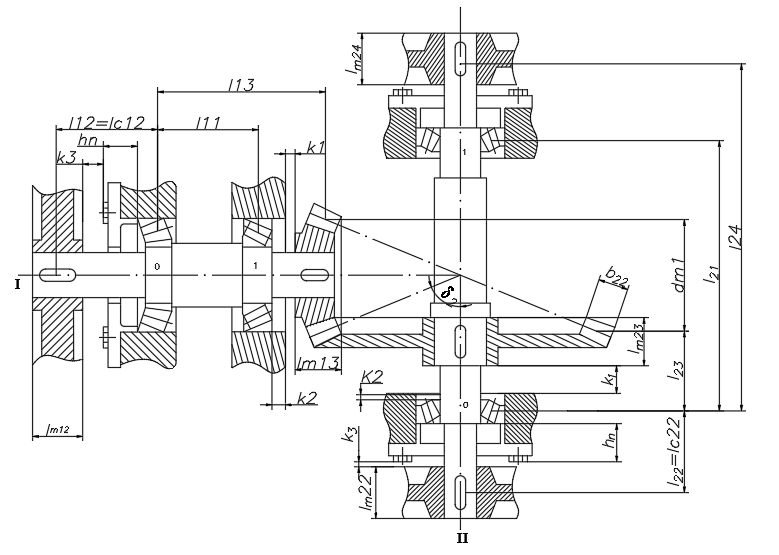 lm24
l13
l12=lc12
l11
hn
k1
k3
1
l24
l21
dm1
b22
0
1
I
δ2
lm23
lm13
k1
l23
K2
k2
0
lm12
k3
hn
l22=lc22
lm22
II